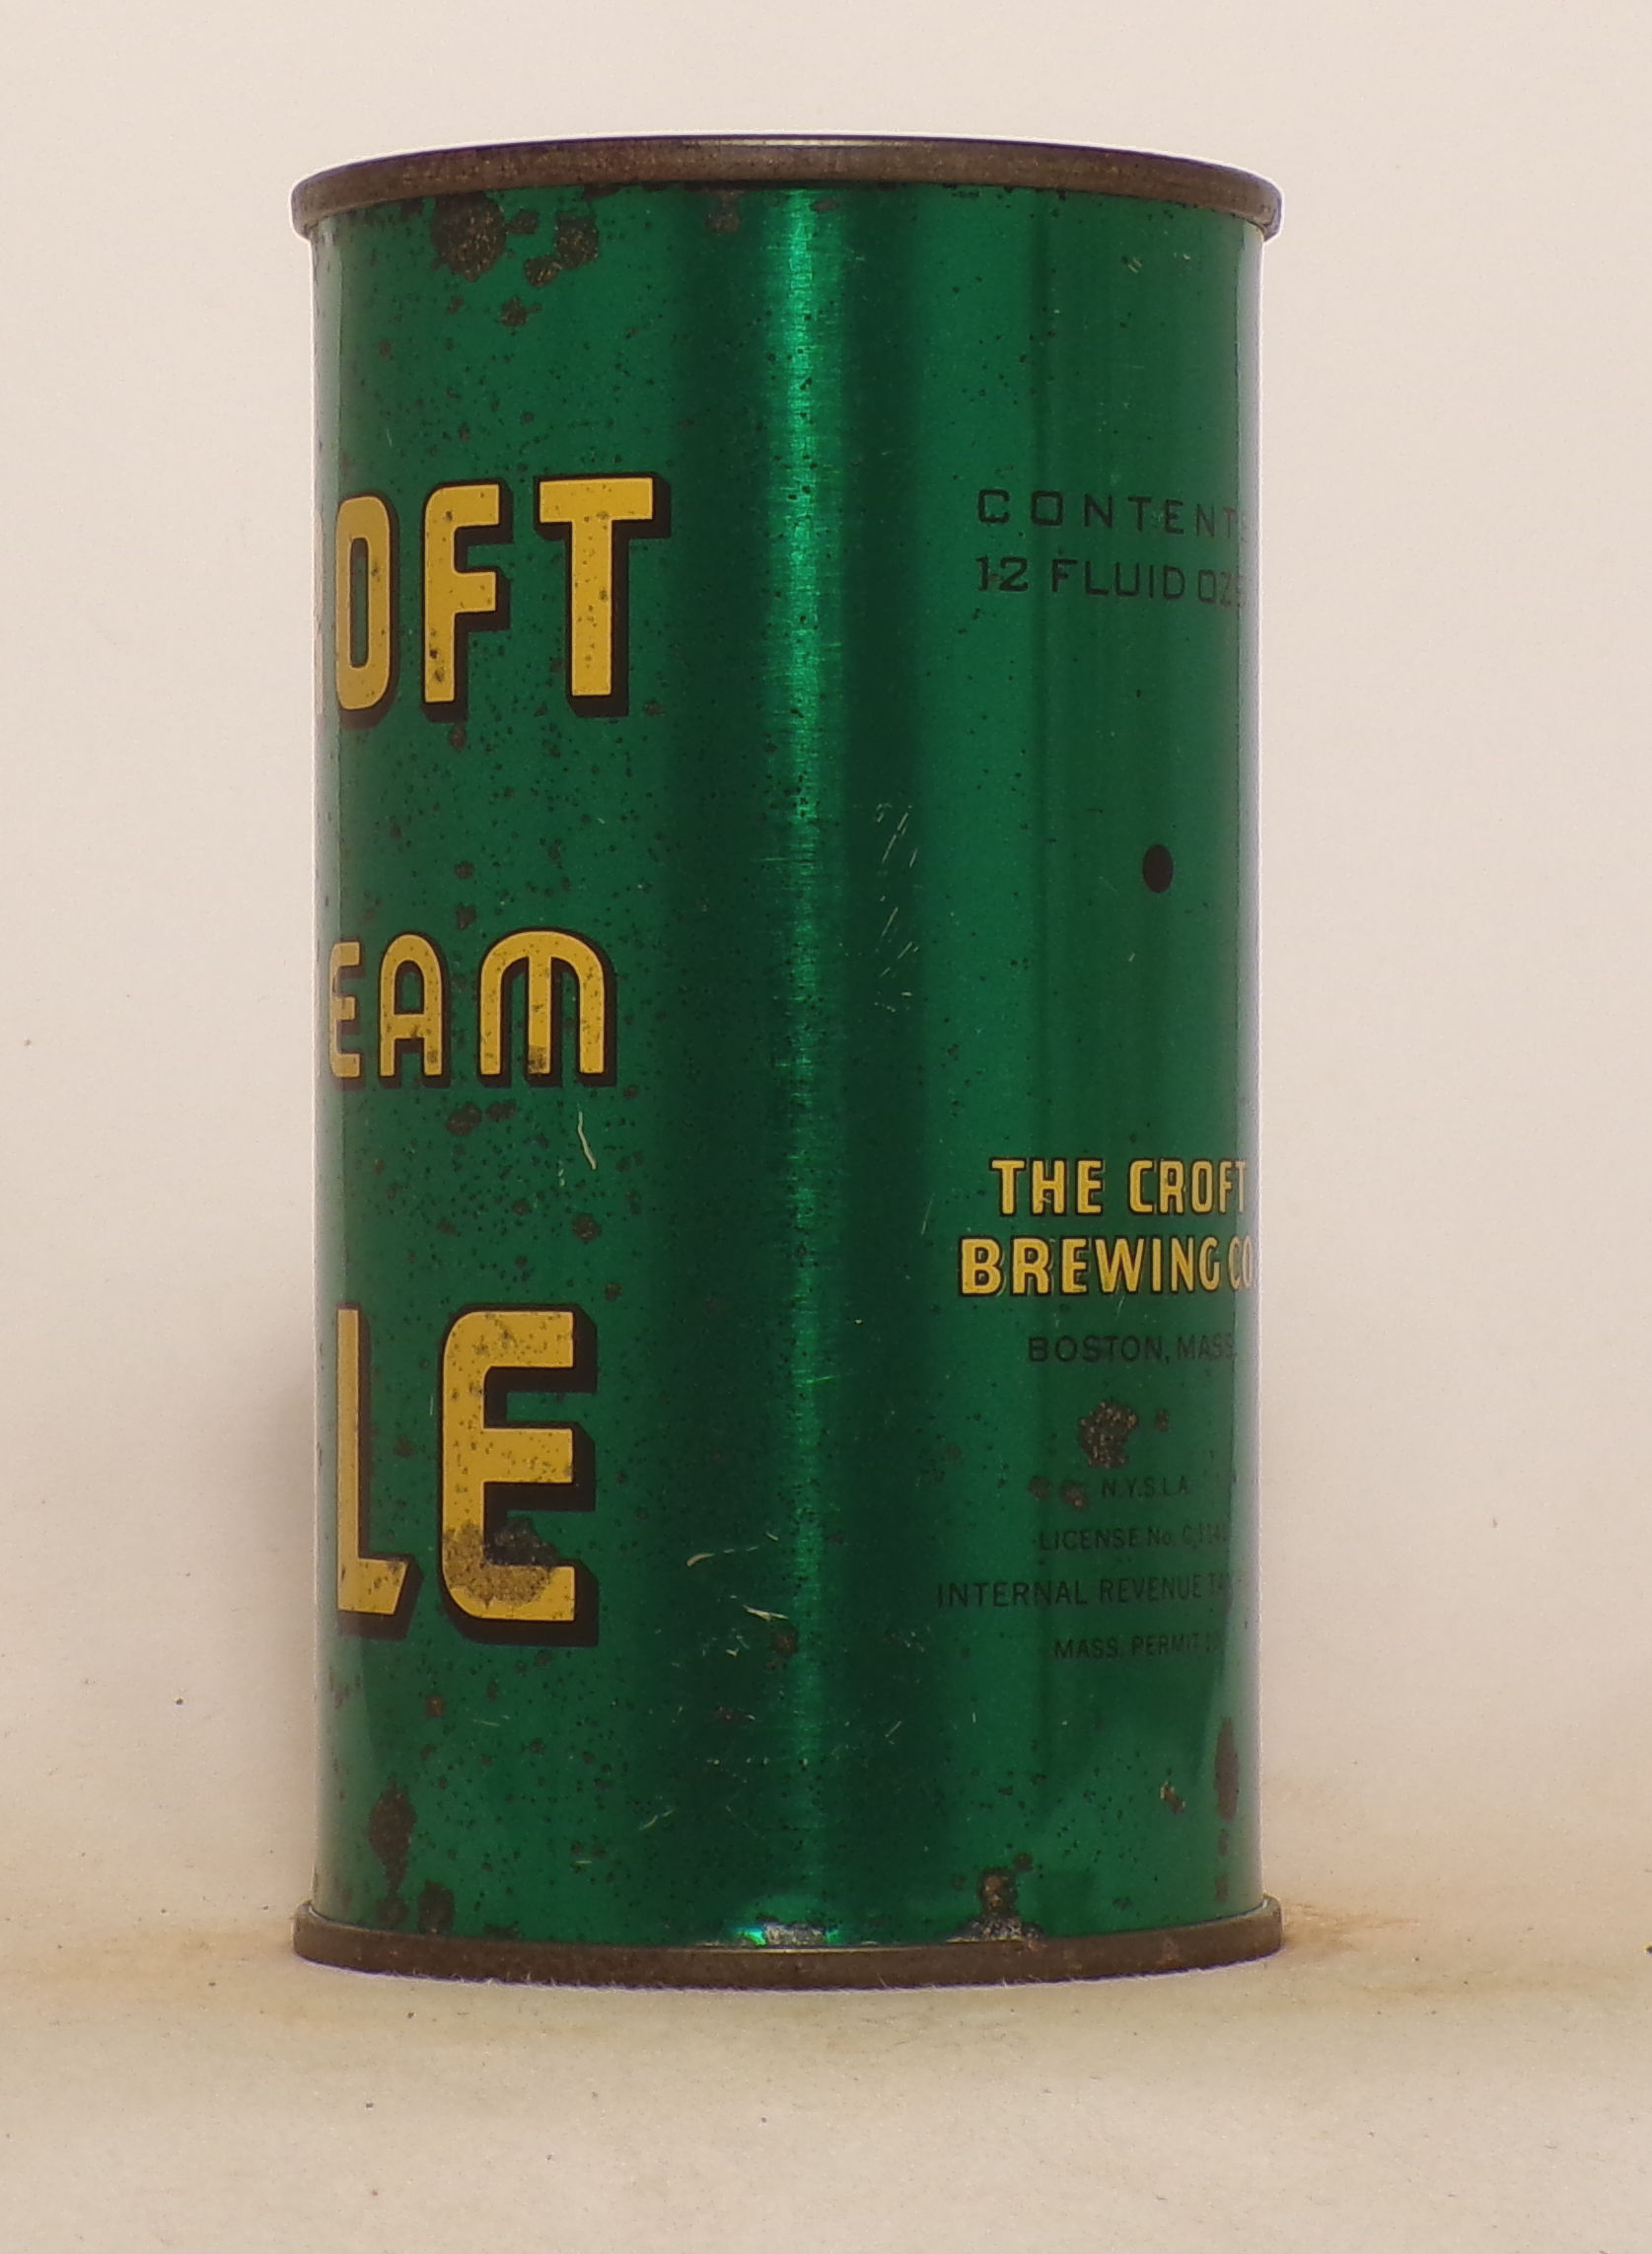 OFT
EAM
LE
CONTENTS
12 FLUID OZS
THE CROFT
BREWING CO
BOSTON, MASS.
N.Y.S.L.A.
LICENSE No.
INTERNAL REVENUE TAX
MASS. PERMIT